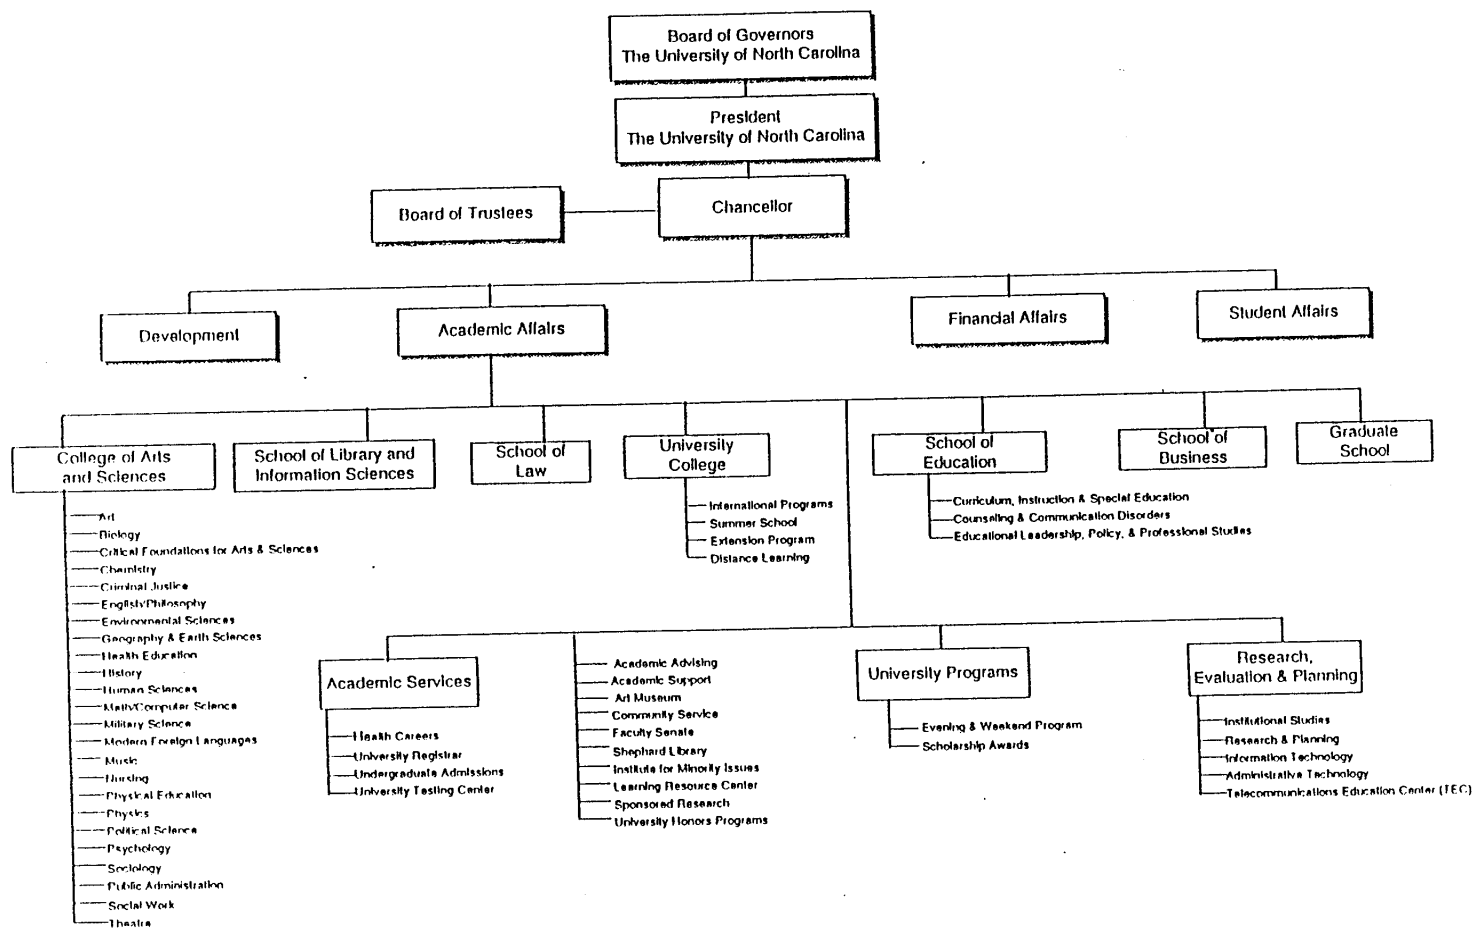 Board of Governors
The University of North Carolina
President
The University of North Carolina
Board of Trustees
Chancellor
Development
Academic Affairs
Financial Affairs
Student Affairs
College of Arts
and Sciences
School of Library and
Information Sciences
School of
Law
University
College
School of
Education
School of
Business
Graduate
School
International Programs
Summer School
Extension Program
Distance Learning
Curriculum, Instruction & Special Education
Counseling & Communication Disorders
Educational Leadership, Policy, & Professional Studies
Art
Biology
Critical Foundations for Arts & Sciences
Chemistry
Criminal Justice
English/Philosophy
Environmental Sciences
Geography & Earth Sciences
Health Education
History
Human Sciences
Math/Computer Science
Military Science
Modern Foreign Languages
Music
Nursing
Physical Education
Physics
Political Science
Psychology
Sociology
Public Administration
Social Work
Theatre
Academic Services
Health Careers
University Registrar
Undergraduate Admissions
University Testing Center
Academic Advising
Academic Support
Art Museum
Community Service
Faculty Senate
Shephard Library
Institute for Minority Issues
Learning Resource Center
Sponsored Research
University Honors Programs
University Programs
Evening & Weekend Program
Scholarship Awards
Research,
Evaluation & Planning
Institutional Studies
Research & Planning
Information Technology
Administrative Technology
Telecommunications Education Center (TEC)